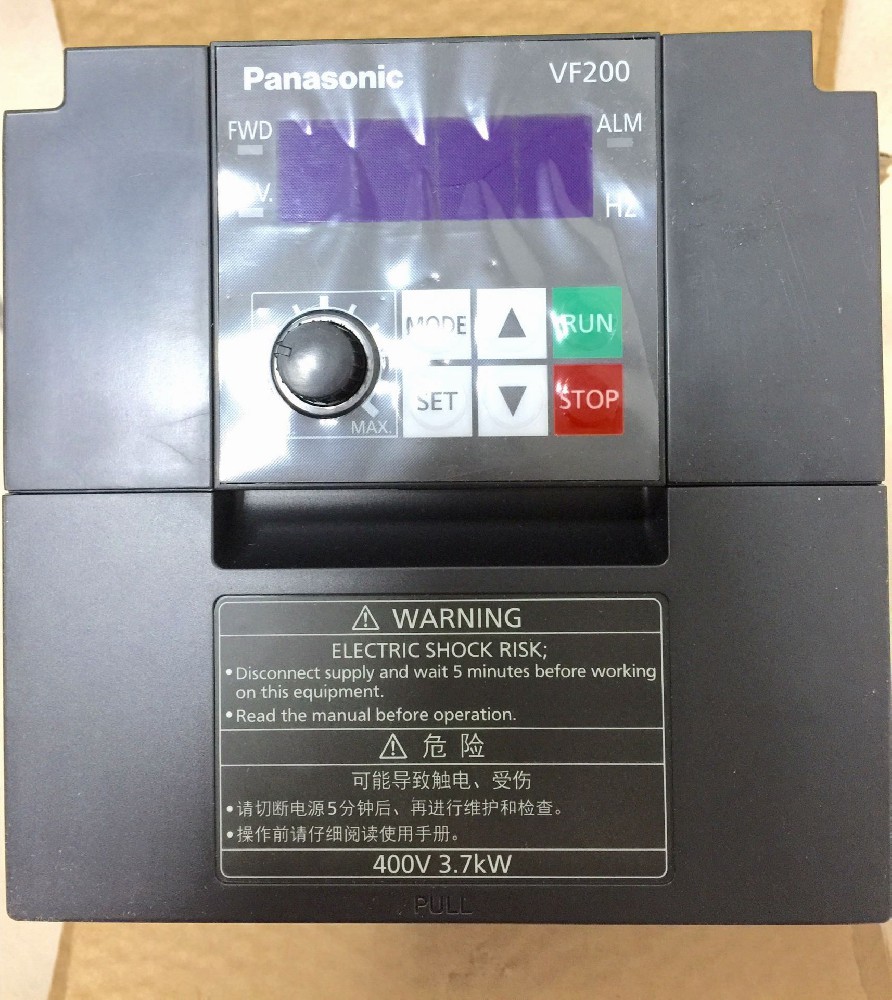 Panasonic
VF200
FWD
ALM
V.
Hz
MODE
RUN
SET
STOP
MAX.
⚠ WARNING
ELECTRIC SHOCK RISK;
•Disconnect supply and wait 5 minutes before working
on this equipment.
•Read the manual before operation.
⚠ 危 险
可能导致触电、受伤
•请切断电源5分钟后、再进行维护和检查。
•操作前请仔细阅读使用手册。
400V 3.7kW
PULL